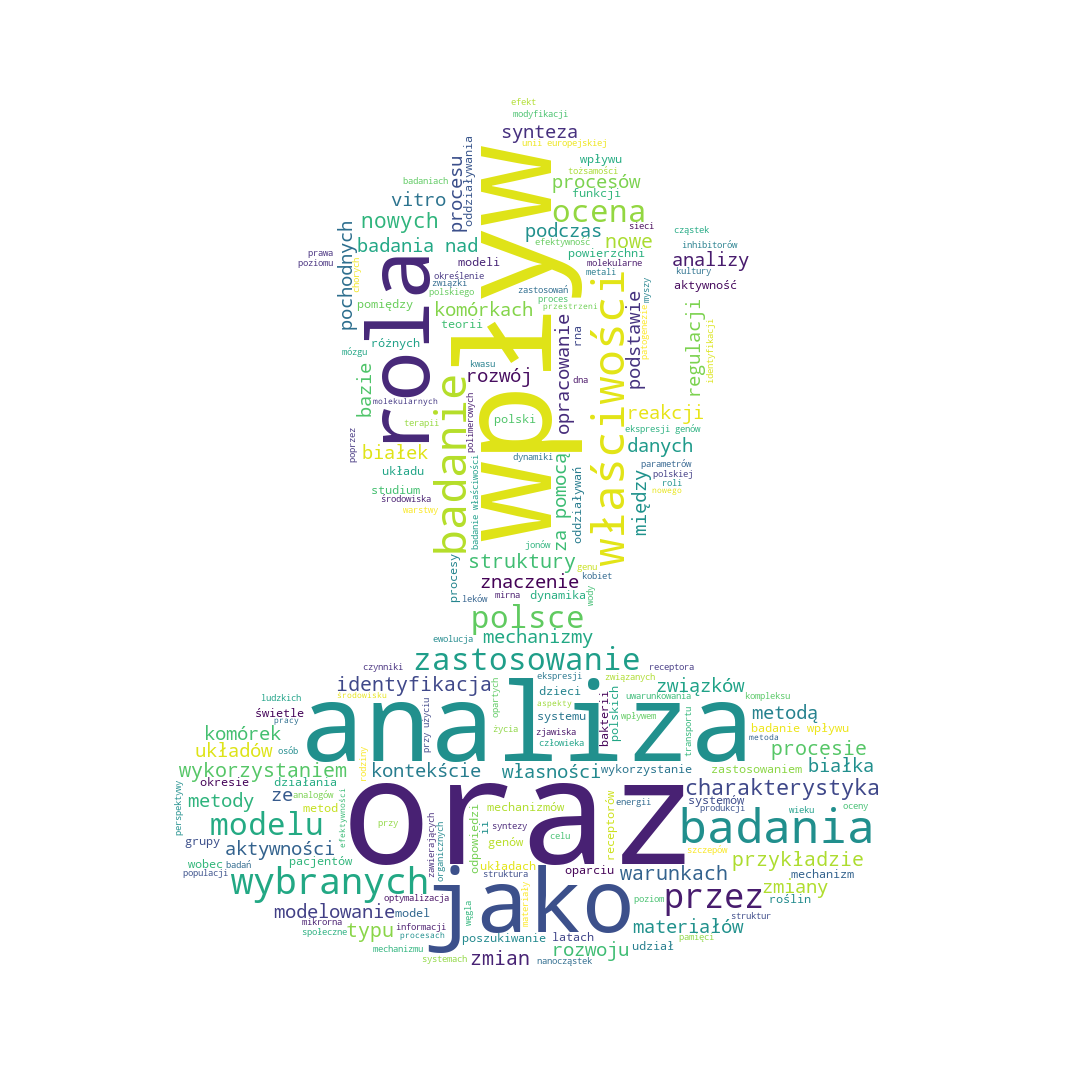 efekt
modyfikacji
synteza
unii europejskiej
wpływ
wpływu
tożsamości
procesów
funkcji
procesu
oddziaływania
badaniach
vitro
nowych
badania nad
ocena
podczas
efektywność
nowe
sieci
powierzchni
cząstek
inhibitorów
analizy
kultury
aktywność
prawa
poziomu
pochodnych
chorych
rola
modeli
określenie
związki
polskiego
molekularne
metali
zastosowań
proces
przestrzeni
myszy
pomiędzy
komórkach
teorii
różnych
mózgu
bazie
molekularnych
terapii
kwasu
rozwój
polimerowych
polski
opracowanie
rna
dna
właściwości
podstawie
patogenezie
regulacji
identyfikacji
reakcji
ekspresji genów
danych
parametrów
polskiej
roli
nowego
między
poprzez
białek
układu
studium
środowiska
warstwy
badanie
badanie właściwości
dynamiki
za pomocą
oddziaływań
jonów
struktury
genu
kobiet
znaczenie
procesy
leków
mirna
dynamika
wody
polsce
ewolucja
mechanizmy
zastosowanie
czynniki
receptora
identyfikacja
ekspresji
związanych
związków
ludzkich
środowisku
opartych
dzieci
aspekty
uwarunkowania
kompleksu
świetle
pracy
przy użyciu
analiza
systemu
wpływem
metodą
komórek
życia
zjawiska
człowieka
bakterii
polskich
transportu
badanie wpływu
metoda
układów
osób
rodziny
procesie
wykorzystaniem
kontekście
własności
wykorzystanie
zastosowaniem
białka
okresie
działania
perspektywy
metody
ze
analogów
metod
efektywności
oraz
charakterystyka
energii
systemów
produkcji
wieku
oceny
mechanizmów
modelu
przy
zawierających
organicznych
odpowiedzi
ii
syntezy
genów
celu
receptorów
badania
grupy
aktywności
szczepów
przykładzie
wobec
badań
pacjentów
układach
struktura
oparciu
warunkach
populacji
mechanizm
wybranych
jako
zmiany
optymalizacja
materiały
poziom
przez
roślin
modelowanie
model
węgla
struktur
mikrorna
społeczne
typu
informacji
procesach
materiałów
poszukiwanie
latach
udział
pamięci
mechanizmu
rozwoju
systemach
zmian
nanocząstek